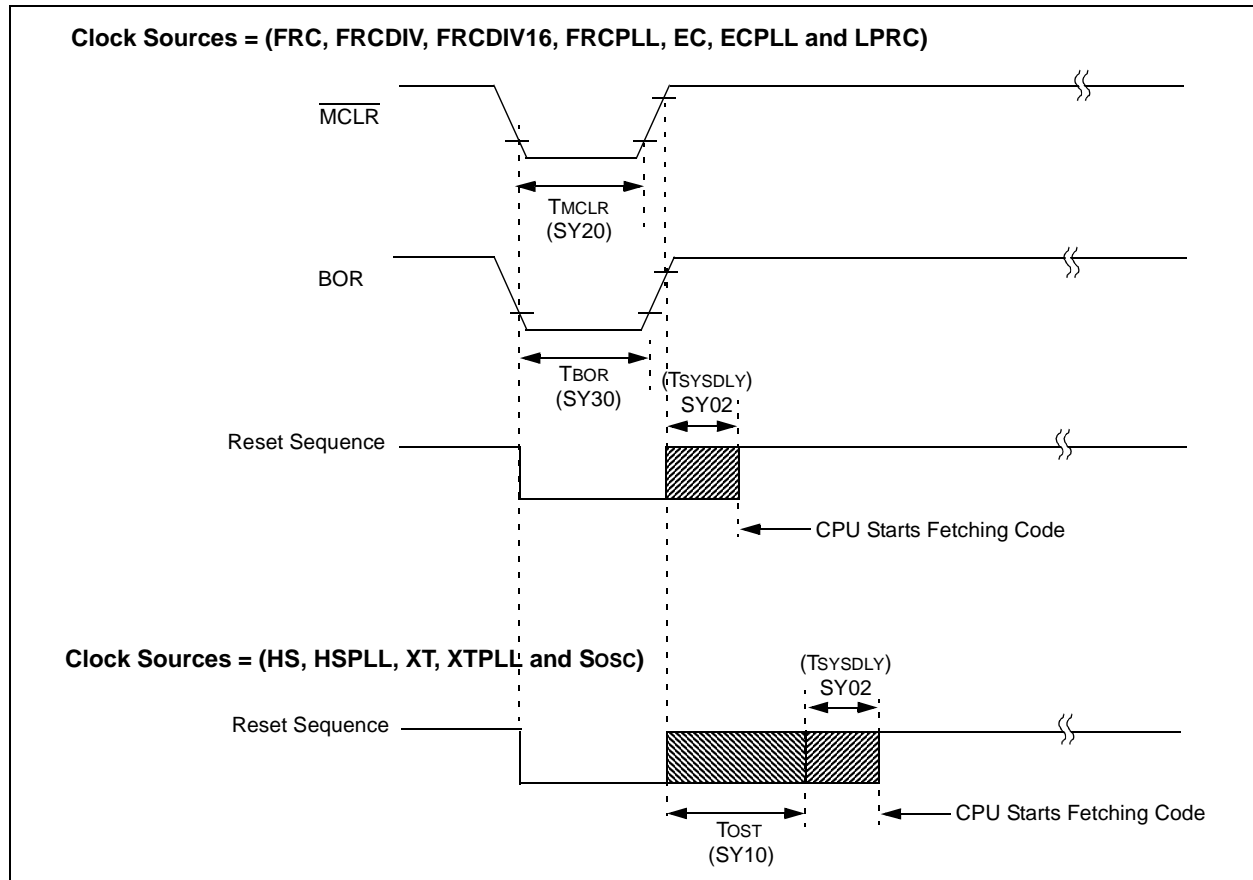 Clock Sources = (FRC, FRCDIV, FRCDIV16, FRCPLL, EC, ECPLL and LPRC)
MCLR
TMCLR
(SY20)
BOR
TBOR
(SY30)
(TSYSDLY)
SY02
Reset Sequence
CPU Starts Fetching Code
Clock Sources = (HS, HSPLL, XT, XTPLL and SOSC)
(TSYSDLY)
SY02
Reset Sequence
CPU Starts Fetching Code
TOST
(SY10)